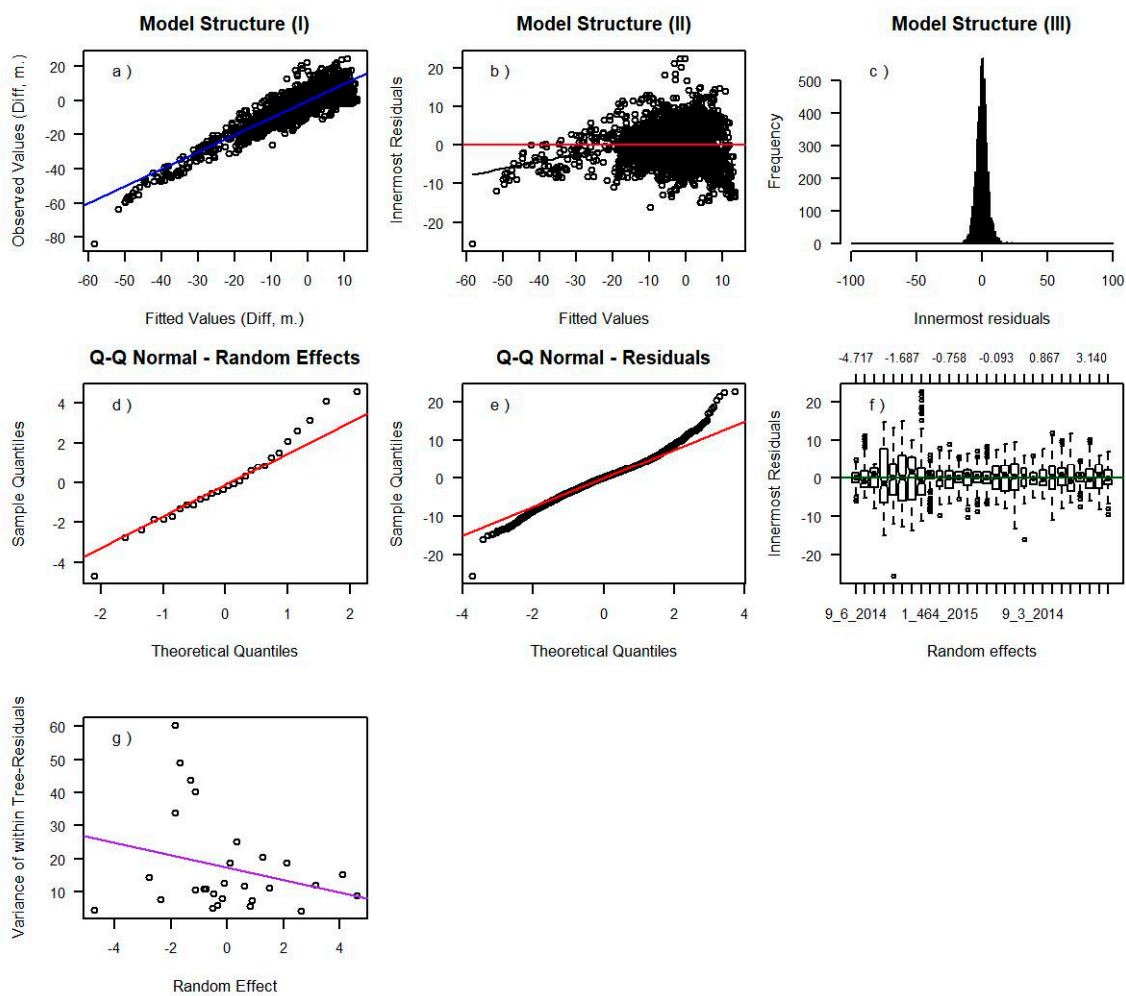 Model Structure (I)
a )
Observed Values (Diff, m.)
20
0
-20
-40
-60
-80
-60 -50 -40 -30 -20 -10 0 10
Fitted Values (Diff, m.)
Model Structure (II)
b )
Innermost Residuals
20
10
0
-10
-20
-60 -50 -40 -30 -20 -10 0 10
Fitted Values
Model Structure (III)
c )
Frequency
500
400
300
200
100
0
-100 -50 0 50 100
Innermost residuals
Q-Q Normal - Random Effects
d )
Sample Quantiles
4
2
0
-2
-4
-2 -1 0 1 2
Theoretical Quantiles
Q-Q Normal - Residuals
e )
Sample Quantiles
20
10
0
-10
-20
-4 -2 0 2 4
Theoretical Quantiles
-4.717 -1.687 -0.758 -0.093 0.867 3.140
f )
Innermost Residuals
20
10
0
-10
-20
9_6_2014 1_464_2015 9_3_2014
Random effects
g )
Variance of within Tree-Residuals
60
50
40
30
20
10
-4 -2 0 2 4
Random Effect